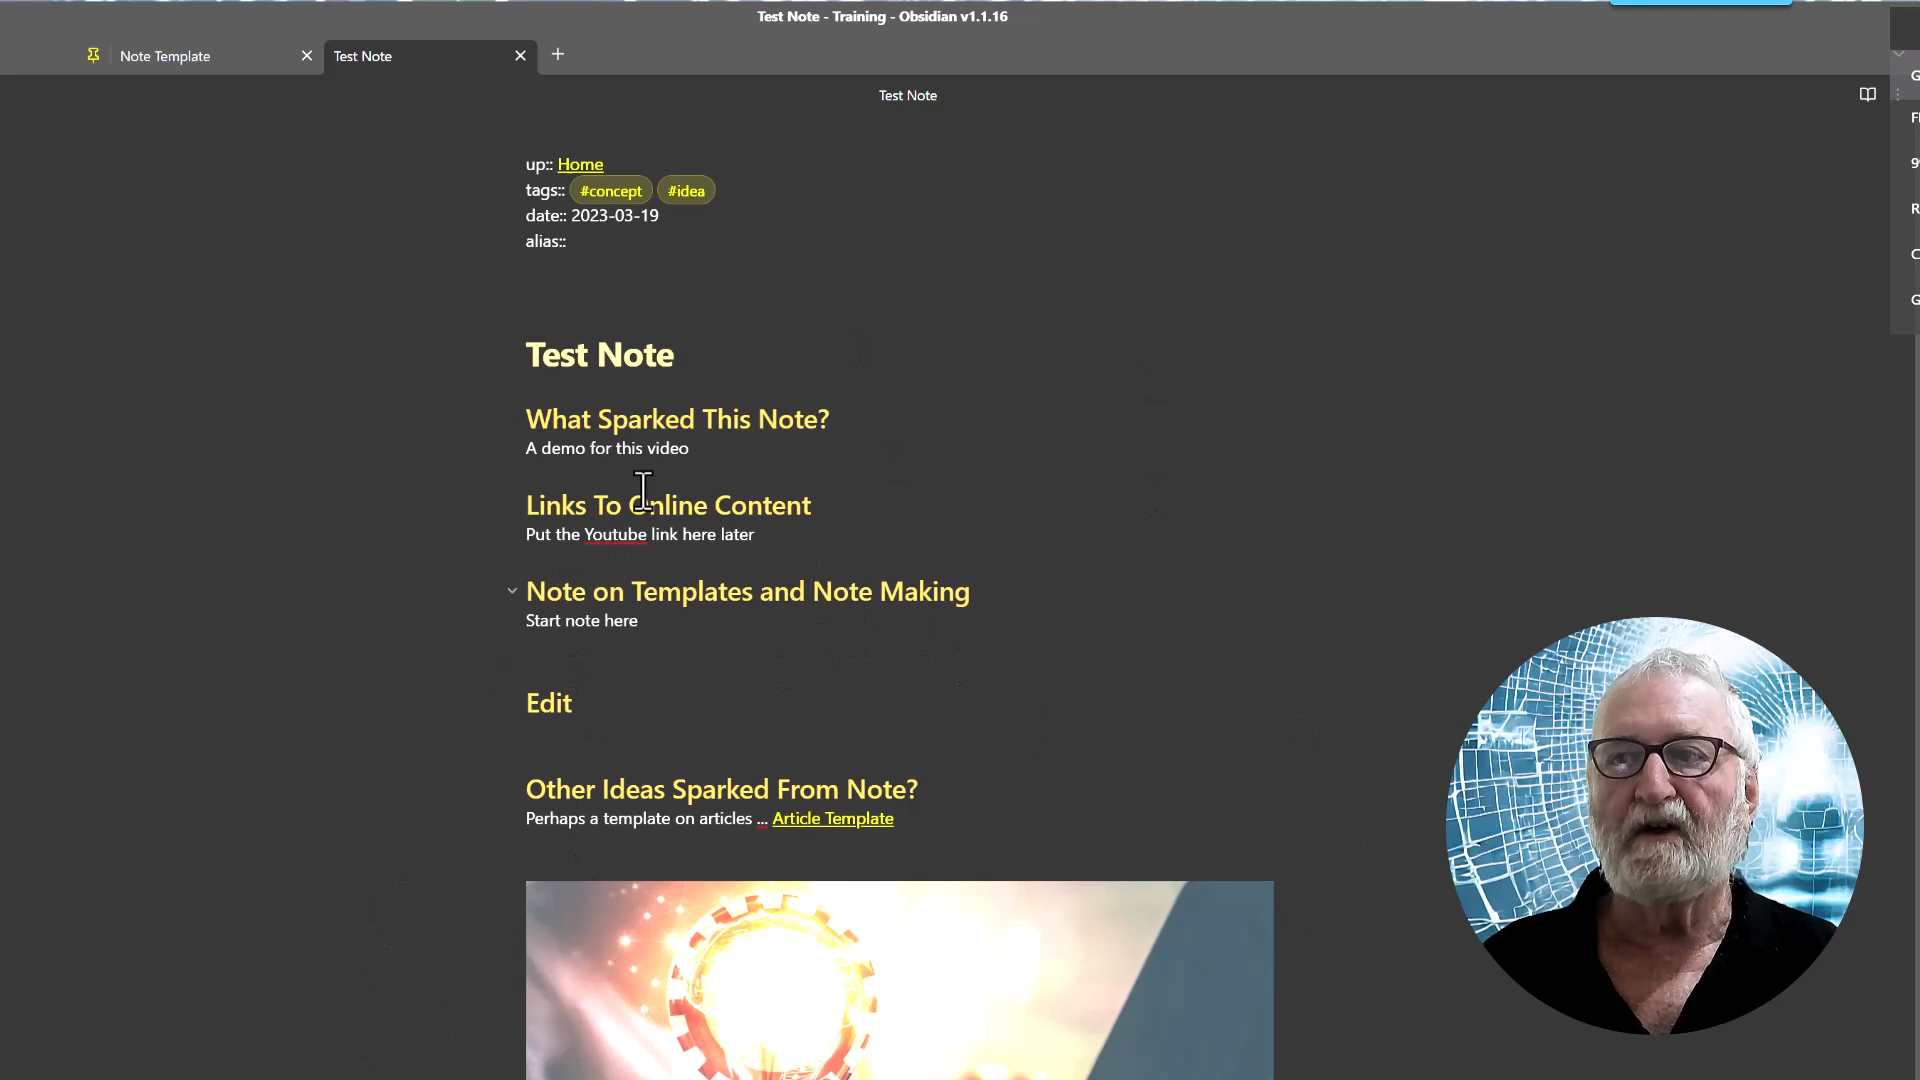 Test Note - Training - Obsidian v1.1.16
Note Template
Test Note
Test Note
up:: Home
tags:: #concept #idea
date:: 2023-03-19
alias::
Test Note
What Sparked This Note?
A demo for this video
Links To Online Content
Put the Youtube link here later
Note on Templates and Note Making
Start note here
Edit
Other Ideas Sparked From Note?
Perhaps a template on articles ... Article Template